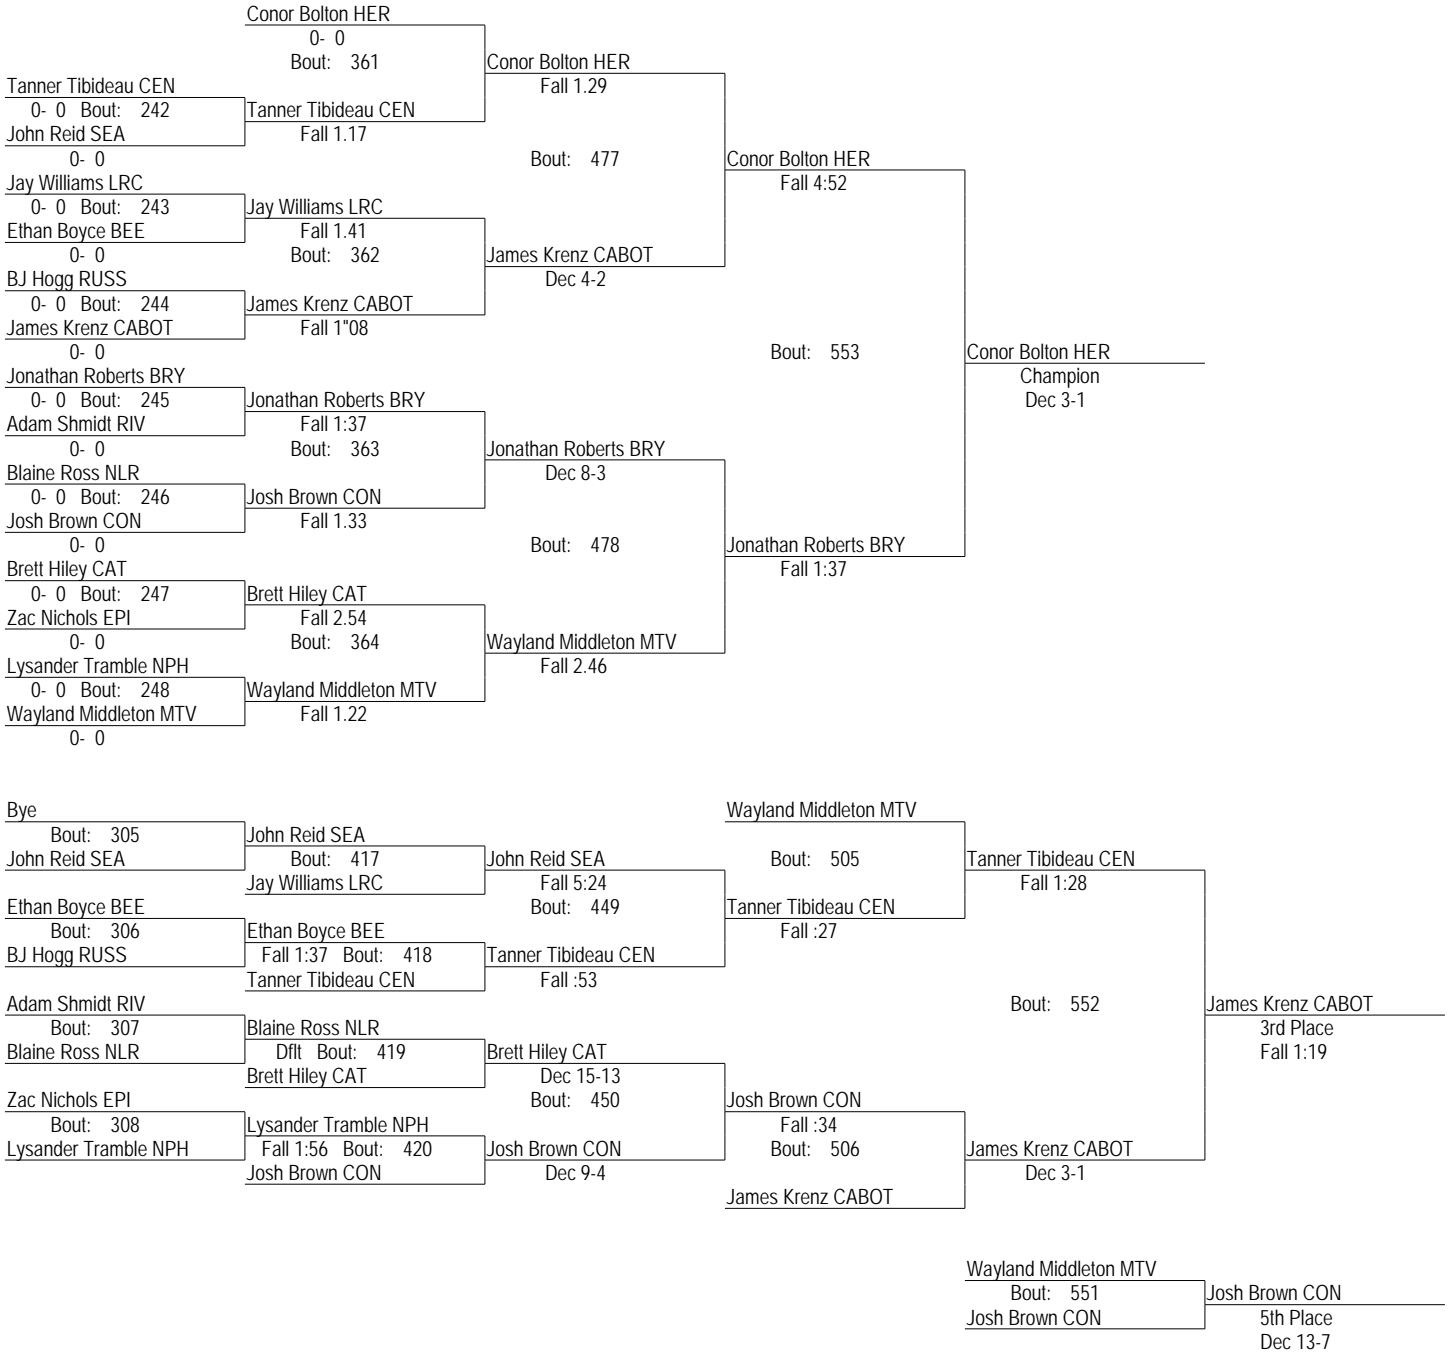 Conor Bolton HER
0- 0
Bout: 361 Conor Bolton HER
Tanner Tibideau CEN Fall 1.29
0- 0 Bout: 242 Tanner Tibideau CEN
John Reid SEA Fall 1.17
0- 0 Bout: 477 Conor Bolton HER
Jay Williams LRC Fall 4:52
0- 0 Bout: 243 Jay Williams LRC
Ethan Boyce BEE Fall 1.41
0- 0 Bout: 362 James Krenz CABOT
BJ Hogg RUSS Dec 4-2
0- 0 Bout: 244 James Krenz CABOT
James Krenz CABOT Fall 1"08
0- 0 Bout: 553 Conor Bolton HER
Jonathan Roberts BRY Champion
0- 0 Bout: 245 Jonathan Roberts BRY Dec 3-1
Adam Shmidt RIV Fall 1:37
0- 0 Bout: 363 Jonathan Roberts BRY
Blaine Ross NLR Dec 8-3
0- 0 Bout: 246 Josh Brown CON
Josh Brown CON Fall 1.33
0- 0 Bout: 478 Jonathan Roberts BRY
Brett Hiley CAT Fall 1:37
0- 0 Bout: 247 Brett Hiley CAT
Zac Nichols EPI Fall 2.54
0- 0 Bout: 364 Wayland Middleton MTV
Lysander Tramble NPH Fall 2.46
0- 0 Bout: 248 Wayland Middleton MTV
Wayland Middleton MTV Fall 1.22
0- 0
Bye Wayland Middleton MTV
Bout: 305 John Reid SEA
John Reid SEA Bout: 417 John Reid SEA Bout: 505 Tanner Tibideau CEN
Jay Williams LRC Fall 5:24 Fall 1:28
Ethan Boyce BEE Bout: 449 Tanner Tibideau CEN
Bout: 306 Ethan Boyce BEE Fall :27
BJ Hogg RUSS Fall 1:37 Bout: 418 Tanner Tibideau CEN
Tanner Tibideau CEN Fall :53
Adam Shmidt RIV Bout: 552 James Krenz CABOT
Bout: 307 Blaine Ross NLR 3rd Place
Blaine Ross NLR Dflt Bout: 419 Brett Hiley CAT Fall 1:19
Brett Hiley CAT Dec 15-13
Zac Nichols EPI Bout: 450 Josh Brown CON
Bout: 308 Lysander Tramble NPH Fall :34
Lysander Tramble NPH Fall 1:56 Bout: 420 Josh Brown CON Bout: 506 James Krenz CABOT
Josh Brown CON Dec 9-4 Dec 3-1
James Krenz CABOT
Wayland Middleton MTV
Bout: 551 Josh Brown CON
Josh Brown CON 5th Place
Dec 13-7